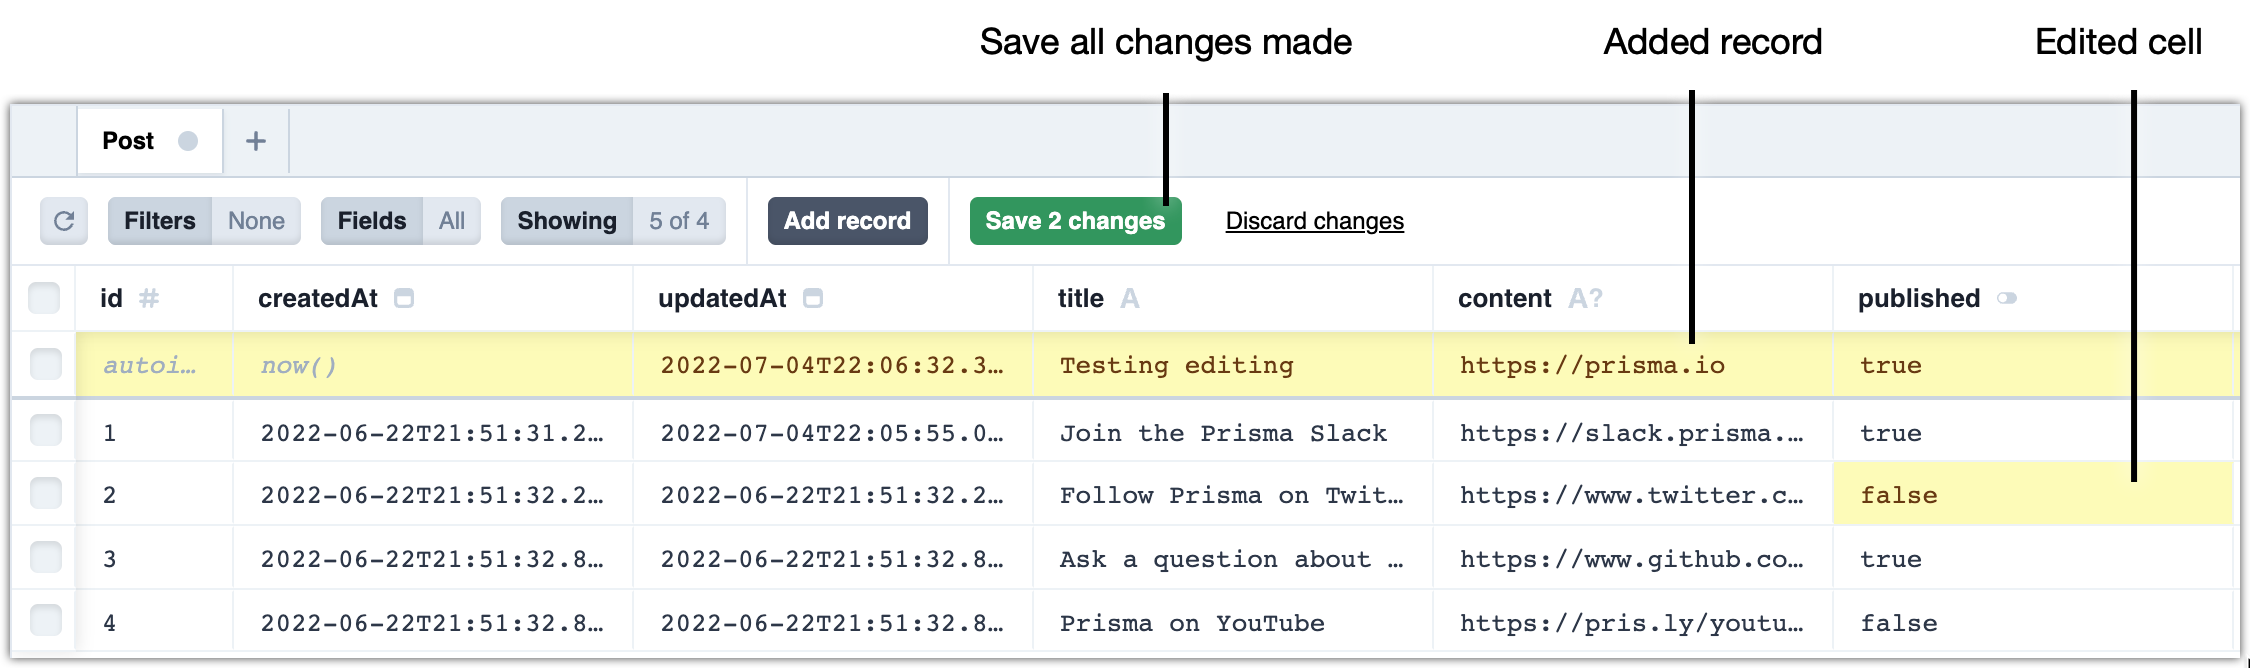 Save all changes made Added record Edited cell
Post +
Filters None Fields All Showing 5 of 4 Add record Save 2 changes Discard changes
id # createdAt updatedAt title A content A? published
autoi… now() 2022-07-04T22:06:32.3… Testing editing https://prisma.io true
1 2022-06-22T21:51:31.2… 2022-07-04T22:05:55.0… Join the Prisma Slack https://slack.prisma.… true
2 2022-06-22T21:51:32.2… 2022-06-22T21:51:32.2… Follow Prisma on Twit… https://www.twitter.c… false
3 2022-06-22T21:51:32.8… 2022-06-22T21:51:32.8… Ask a question about … https://www.github.co… true
4 2022-06-22T21:51:32.8… 2022-06-22T21:51:32.8… Prisma on YouTube https://pris.ly/youtu… false